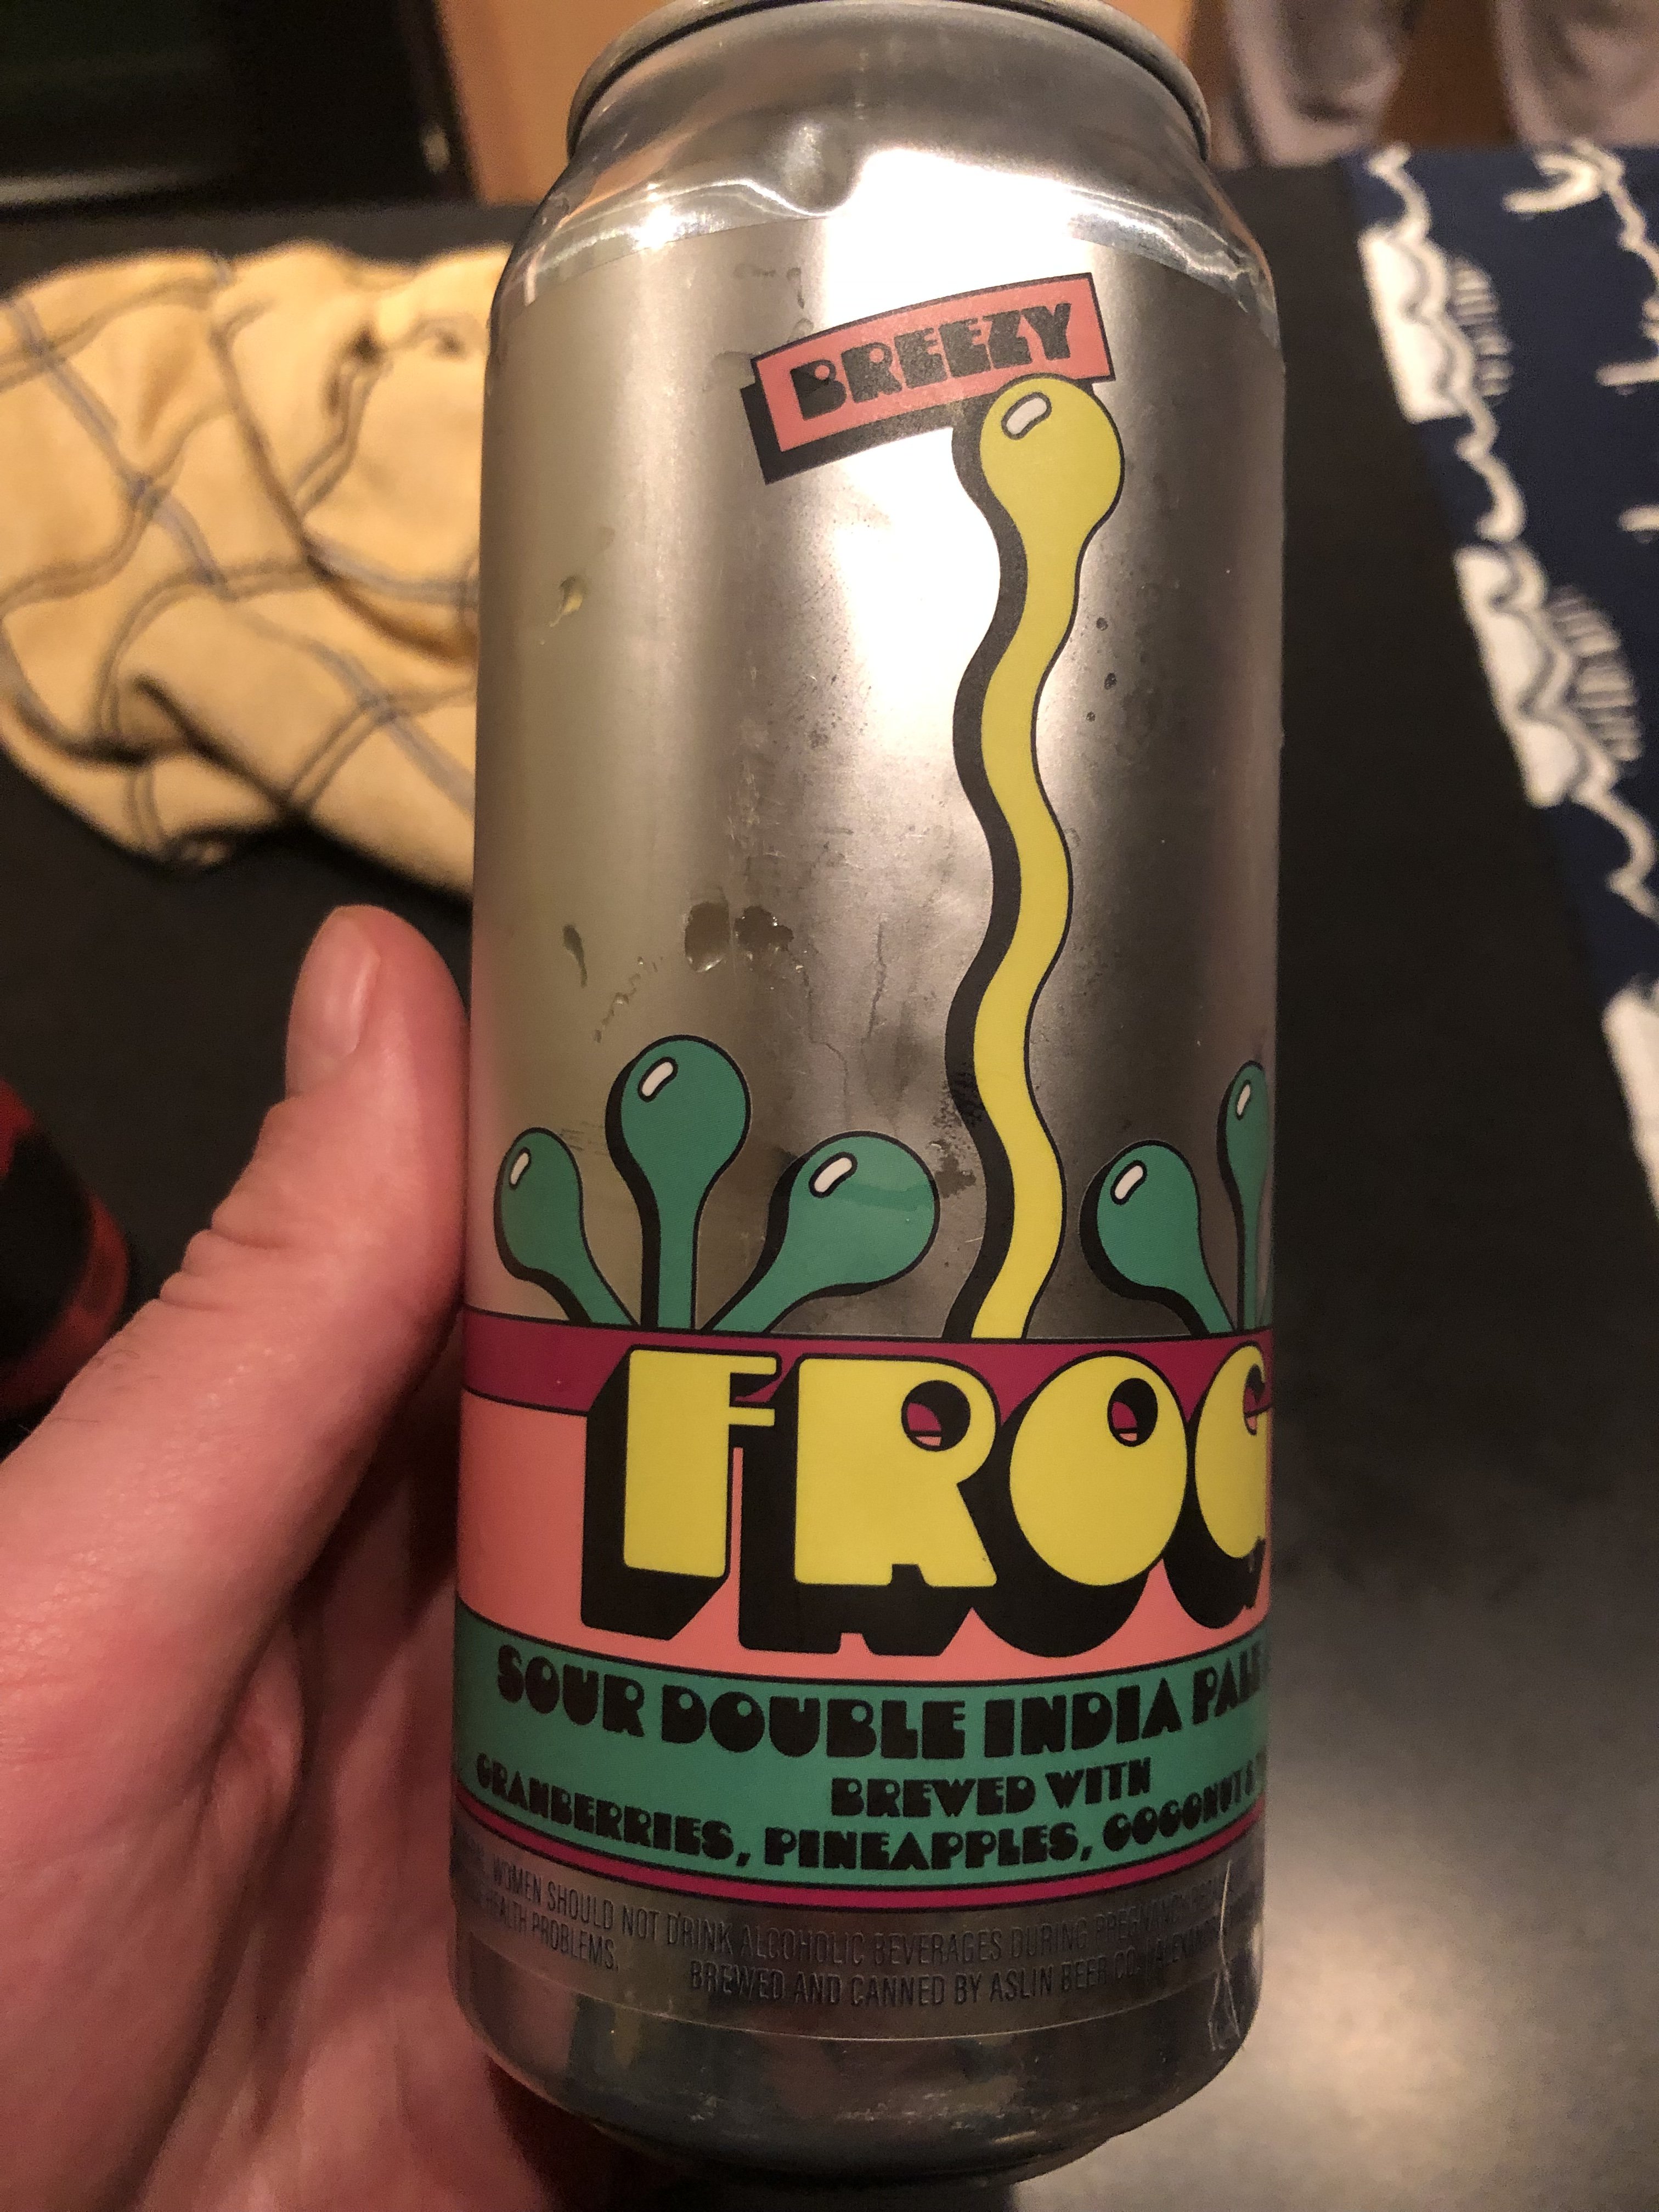 BREEZY
FROG
SOUR DOUBLE INDIA PALE
BREWED WITH
CRANBERRIES, PINEAPPLES, COCONUT &
WOMEN SHOULD NOT DRINK ALCOHOLIC BEVERAGES DURING PREGNANCY
HEALTH PROBLEMS.
BREWED AND CANNED BY ASLIN BEER CO.